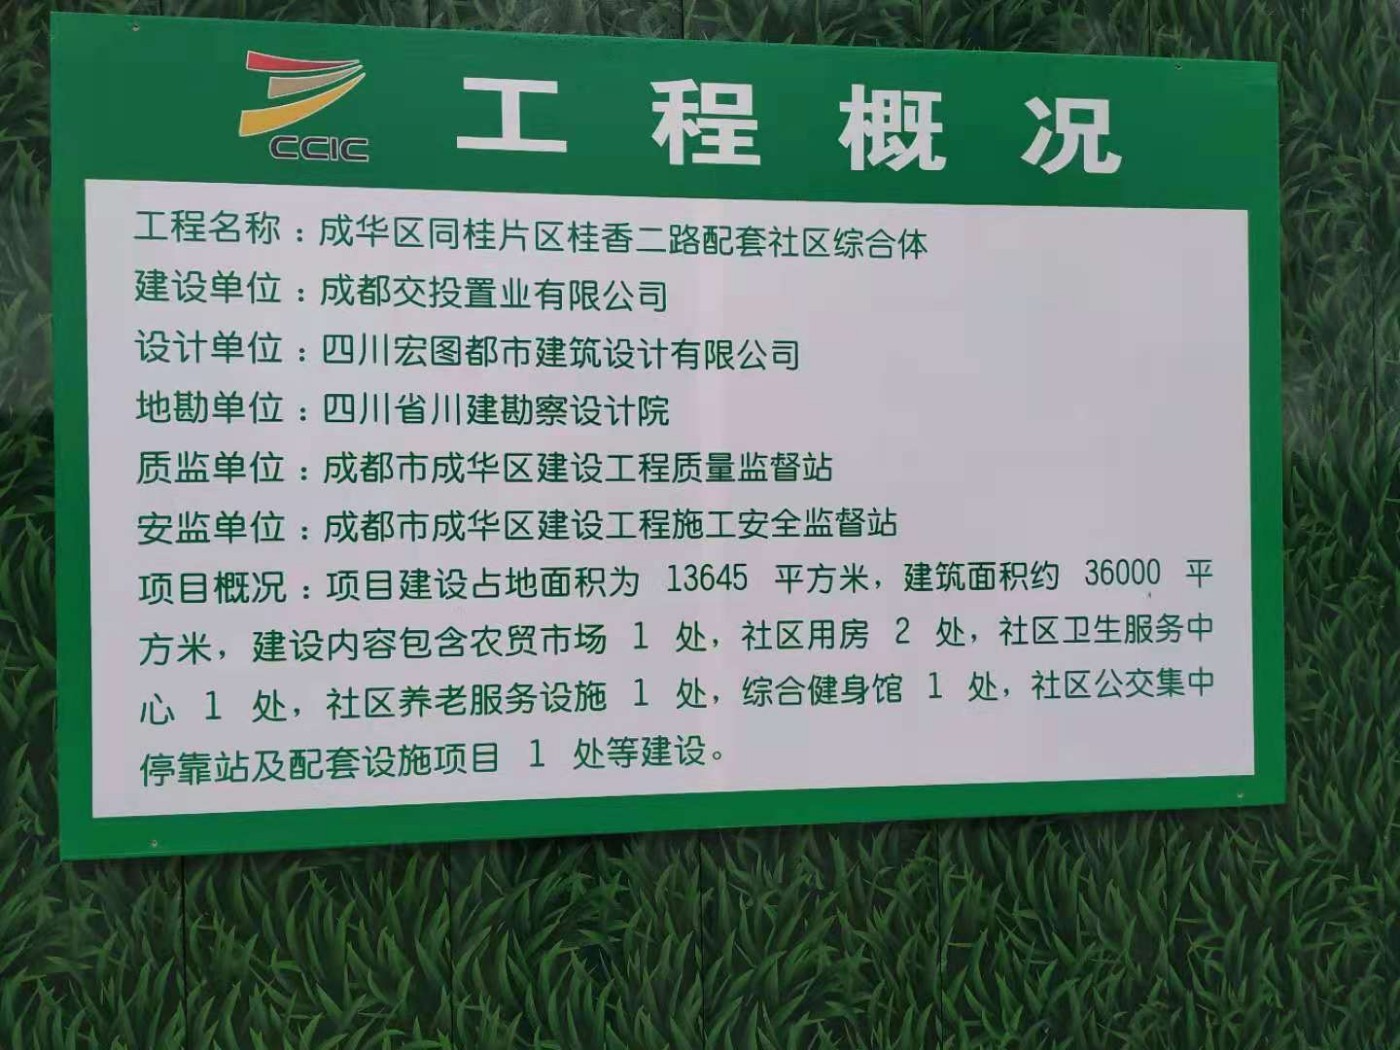 CCIC
工程概况
工程名称：成华区同桂片区桂香二路配套社区综合体
建设单位：成都交投置业有限公司
设计单位：四川宏图都市建筑设计有限公司
地勘单位：四川省川建勘察设计院
质监单位：成都市成华区建设工程质量监督站
安监单位：成都市成华区建设工程施工安全监督站
项目概况：项目建设占地面积为 13645 平方米，建筑面积约 36000 平
方米，建设内容包含农贸市场 1 处，社区用房 2 处，社区卫生服务中
心 1 处，社区养老服务设施 1 处，综合健身馆 1 处，社区公交集中
停靠站及配套设施项目 1 处等建设。